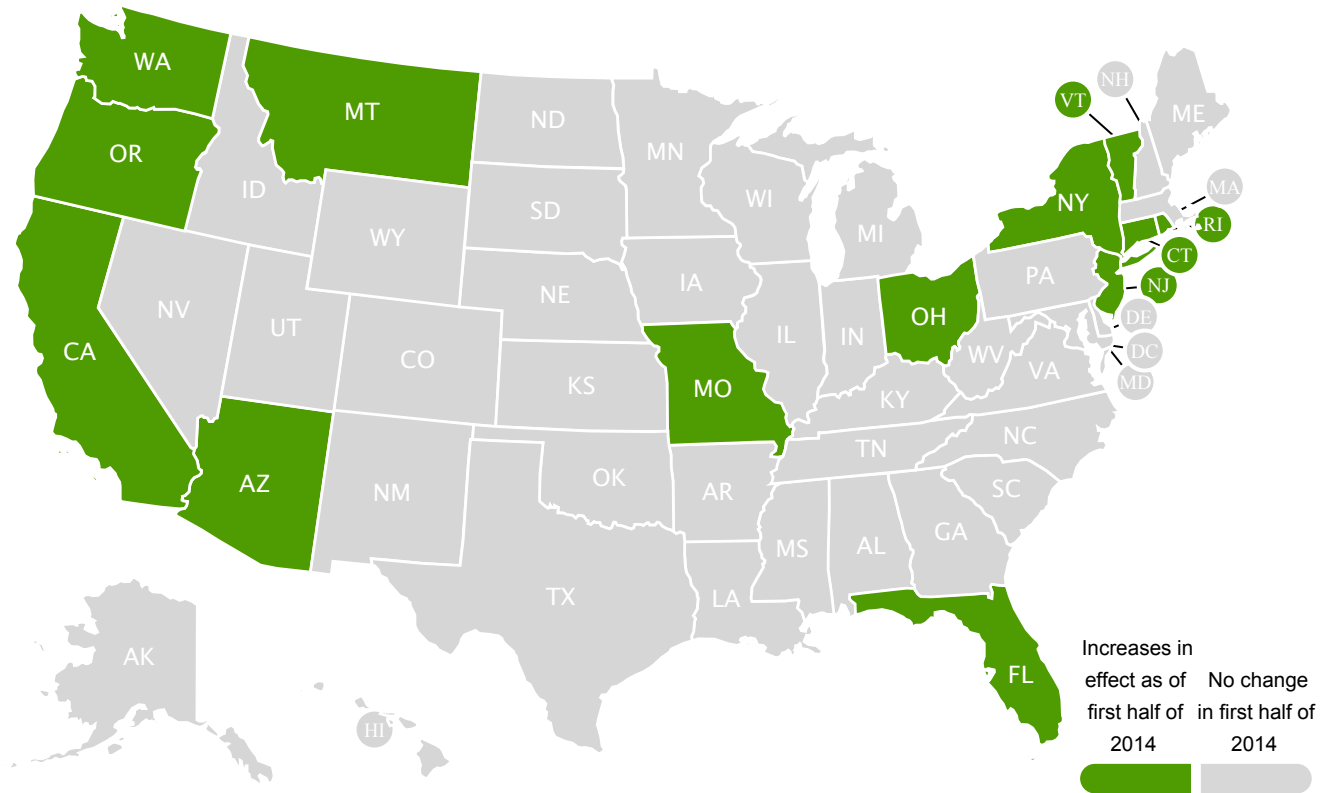 WA
MT
ND
MN
VT
NH
ME
OR
ID
SD
WI
MI
NY
MA
RI
CT
WY
IA
PA
NJ
NV
UT
NE
CA
CO
IL
IN
OH
DE
DC
MD
KS
MO
WV
VA
KY
NC
TN
AZ
NM
OK
AR
SC
MS
AL
GA
TX
LA
AK
HI
FL
Increases in
effect as of
first half of
2014
No change
in first half of
2014